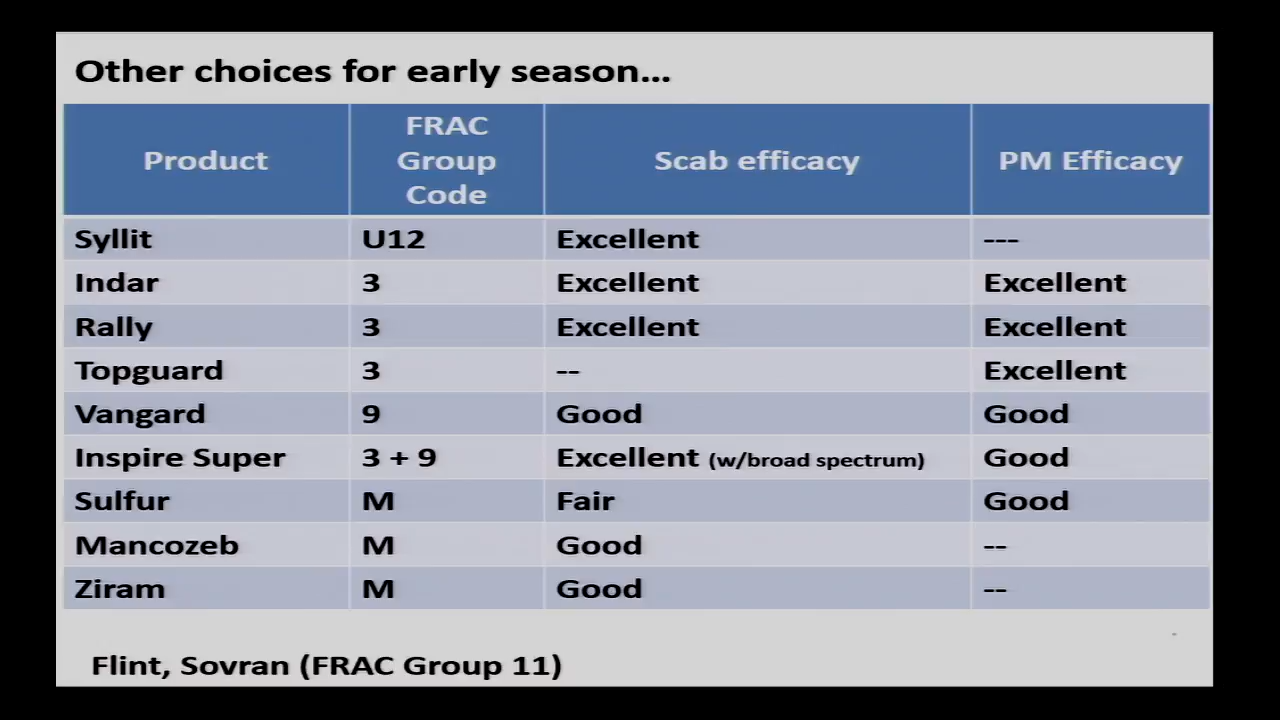 Other choices for early season...
Product FRAC Group Code Scab efficacy PM Efficacy
Syllit U12 Excellent ---
Indar 3 Excellent Excellent
Rally 3 Excellent Excellent
Topguard 3 -- Excellent
Vangard 9 Good Good
Inspire Super 3 + 9 Excellent (w/broad spectrum) Good
Sulfur M Fair Good
Mancozeb M Good --
Ziram M Good --
Flint, Sovran (FRAC Group 11)